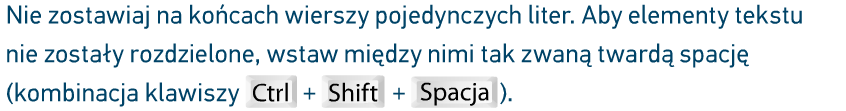 Nie zostawiaj na końcach wierszy pojedynczych liter. Aby elementy tekstu
nie zostały rozdzielone, wstaw między nimi tak zwaną twardą spację
(kombinacja klawiszy Ctrl + Shift + Spacja).